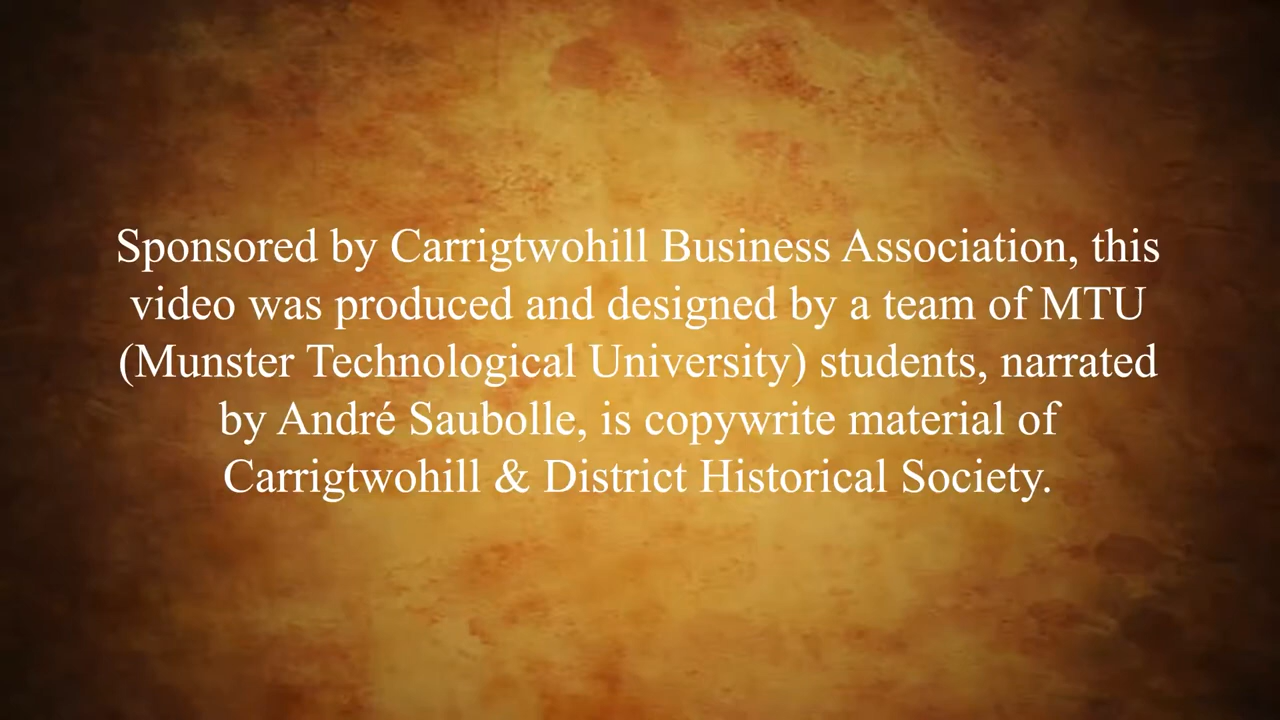 Sponsored by Carrigtwohill Business Association, this
video was produced and designed by a team of MTU
(Munster Technological University) students, narrated
by André Saubolle, is copywrite material of
Carrigtwohill & District Historical Society.